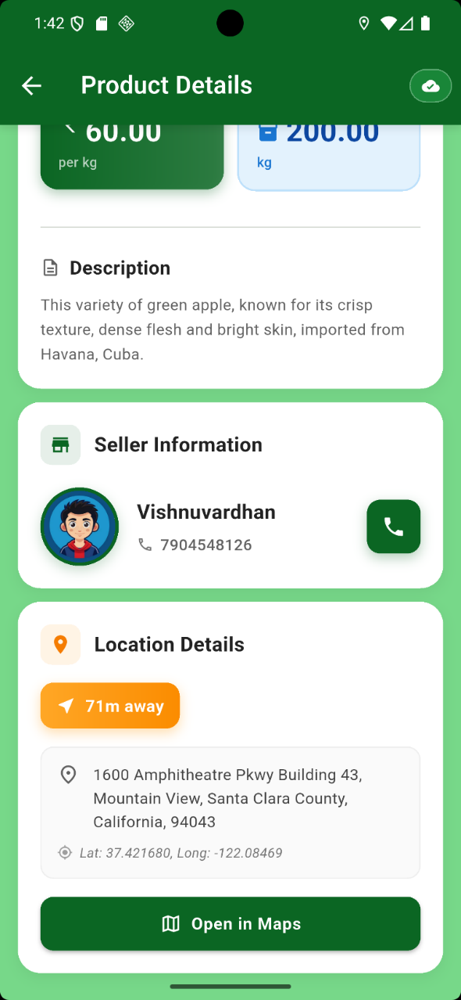 1:42
Product Details
60.00
200.00
per kg
kg
Description
This variety of green apple, known for its crisp
texture, dense flesh and bright skin, imported from
Havana, Cuba.
Seller Information
Vishnuvardhan
7904548126
Location Details
71m away
1600 Amphitheatre Pkwy Building 43,
Mountain View, Santa Clara County,
California, 94043
Lat: 37.421680, Long: -122.08469
Open in Maps